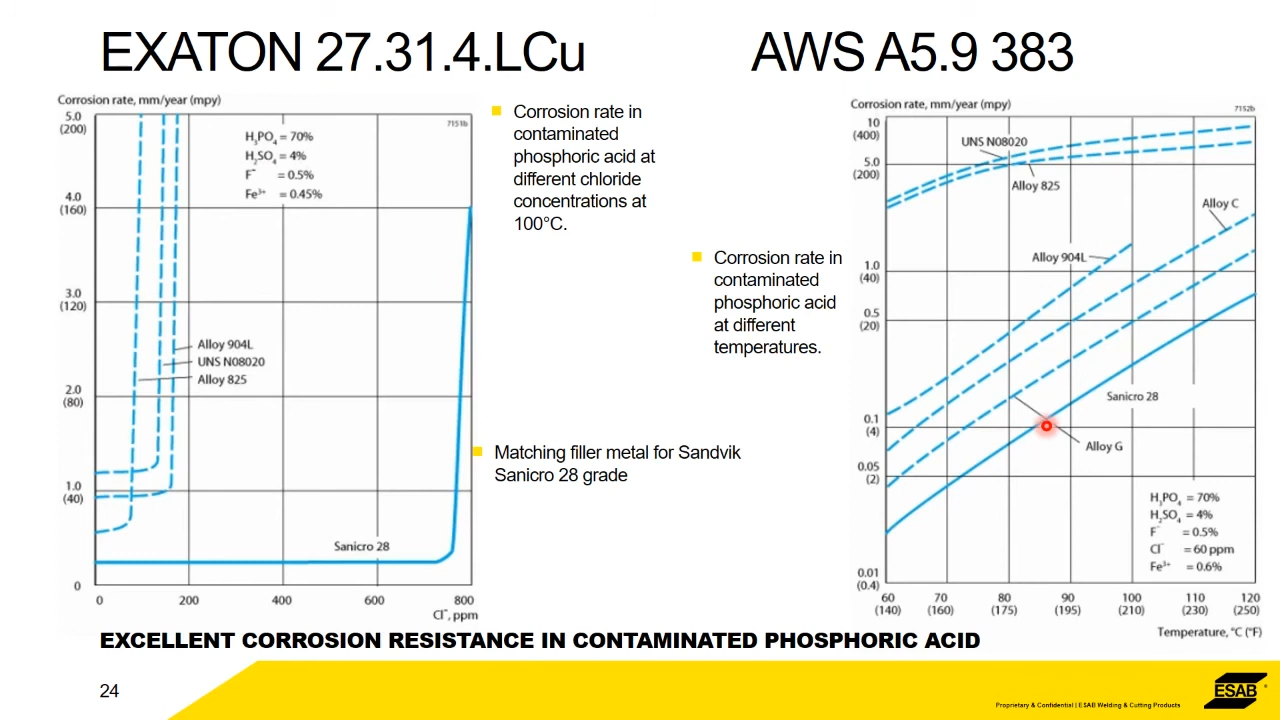 EXATON 27.31.4.LCu
AWS A5.9 383
Corrosion rate, mm/year (mpy)
7151b
5.0
(200)
4.0
(160)
3.0
(120)
2.0
(80)
1.0
(40)
0
H3PO4 = 70%
H2SO4 = 4%
F- = 0.5%
Fe3+ = 0.45%
Alloy 904L
UNS N08020
Alloy 825
Sanicro 28
0 200 400 600 800
Cl-, ppm
Corrosion rate in
contaminated
phosphoric acid at
different chloride
concentrations at
100°C.
Matching filler metal for Sandvik
Sanicro 28 grade
Corrosion rate in
contaminated
phosphoric acid
at different
temperatures.
Corrosion rate, mm/year (mpy)
7152b
10
(400)
5.0
(200)
1.0
(40)
0.5
(20)
0.1
(4)
0.05
(2)
0.01
(0.4)
UNS N08020
Alloy 825
Alloy C
Alloy 904L
Sanicro 28
Alloy G
H3PO4 = 70%
H2SO4 = 4%
F- = 0.5%
Cl- = 60 ppm
Fe3+ = 0.6%
60 70 80 90 100 110 120
(140) (160) (175) (195) (210) (230) (250)
Temperature, °C (°F)
EXCELLENT CORROSION RESISTANCE IN CONTAMINATED PHOSPHORIC ACID
24
Proprietary & Confidential | ESAB Welding & Cutting Products
ESAB